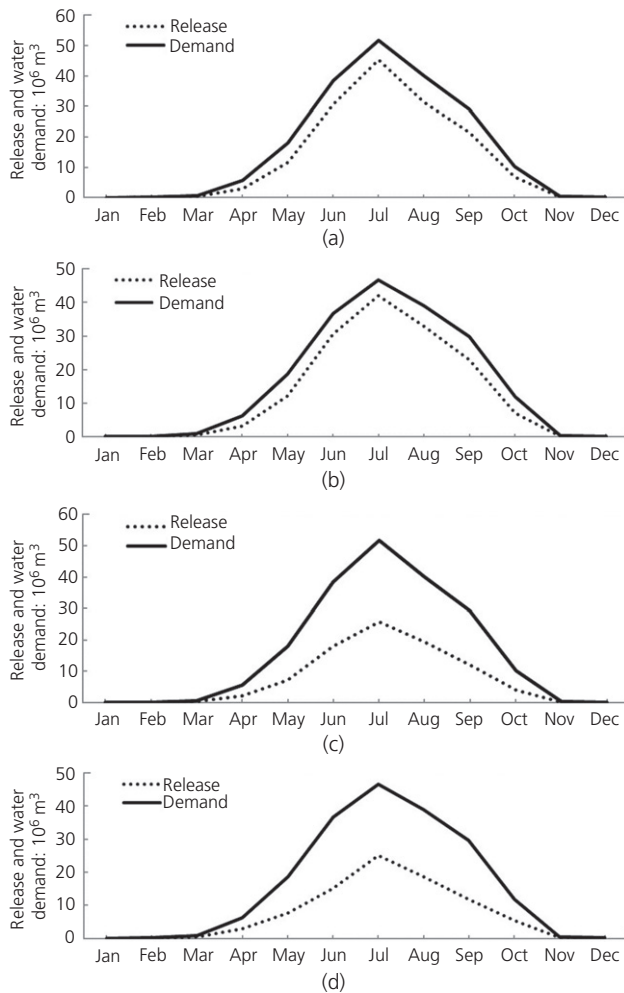 Release and water
demand: 10⁶ m³
60
50
40
30
20
10
0
Release
Demand
Jan Feb Mar Apr May Jun Jul Aug Sep Oct Nov Dec
(a)
Release and water
demand: 10⁶ m³
50
40
30
20
10
0
Release
Demand
Jan Feb Mar Apr May Jun Jul Aug Sep Oct Nov Dec
(b)
Release and water
demand: 10⁶ m³
60
50
40
30
20
10
0
Release
Demand
Jan Feb Mar Apr May Jun Jul Aug Sep Oct Nov Dec
(c)
Release and water
demand: 10⁶ m³
50
40
30
20
10
0
Release
Demand
Jan Feb Mar Apr May Jun Jul Aug Sep Oct Nov Dec
(d)